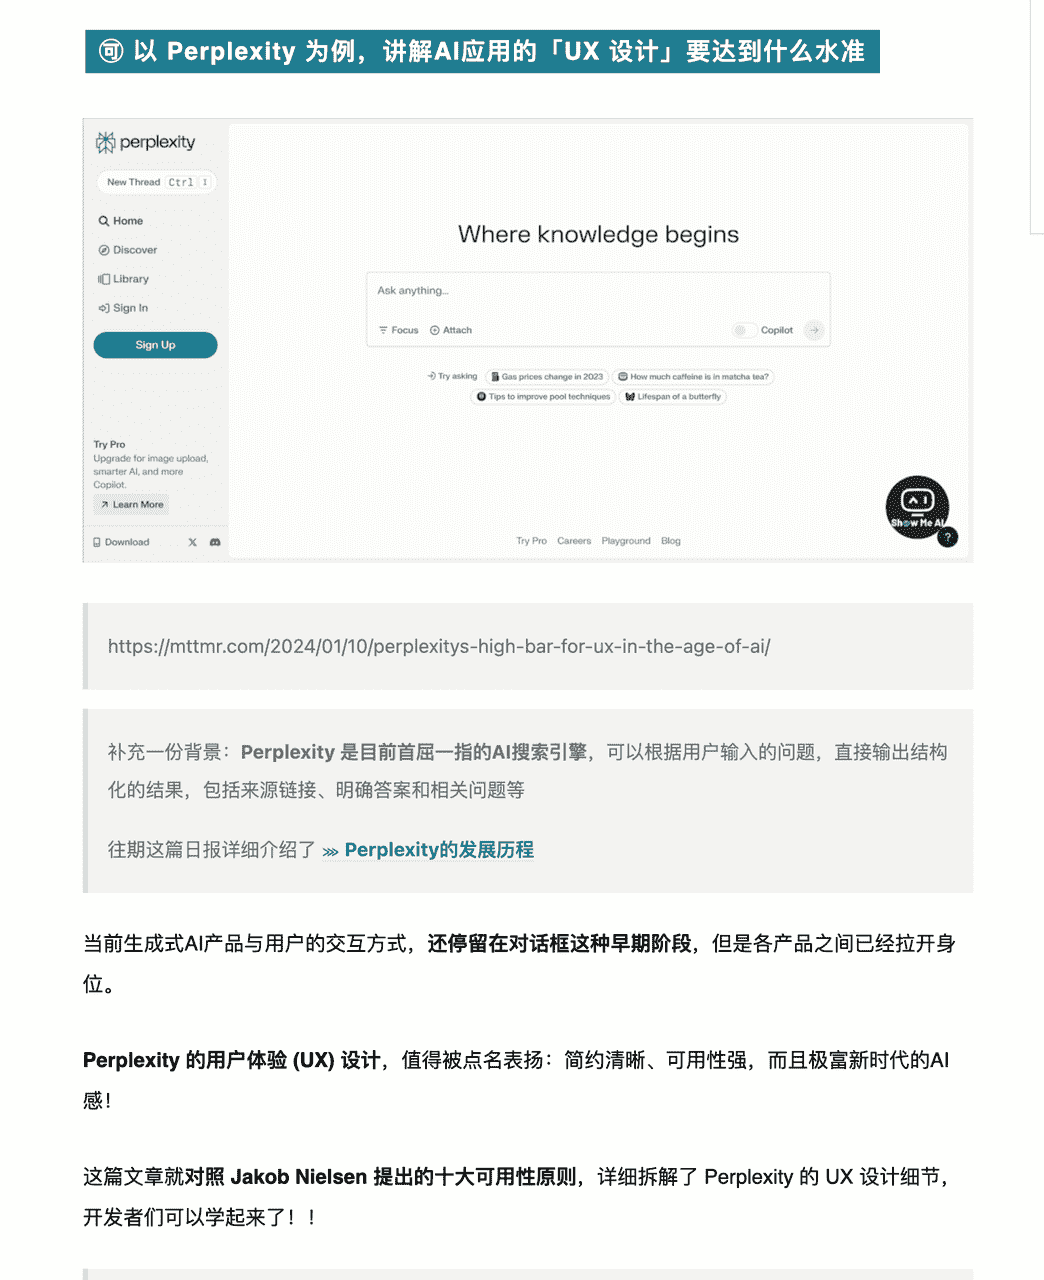 🉑 以 Perplexity 为例，讲解AI应用的「UX 设计」要达到什么水准
perplexity
New Thread Ctrl I
Home
Discover
Library
Sign In
Sign Up
Try Pro
Upgrade for image upload,
smarter AI, and more
Copilot.
Learn More
Download
Where knowledge begins
Ask anything...
Focus Attach Copilot
Try asking Gas prices change in 2023 How much caffeine is in matcha tea?
Tips to improve pool techniques Lifespan of a butterfly
Show Me AI
?
Try Pro Careers Playground Blog
https://mttmr.com/2024/01/10/perplexitys-high-bar-for-ux-in-the-age-of-ai/
补充一份背景：Perplexity 是目前首屈一指的AI搜索引擎，可以根据用户输入的问题，直接输出结构
化的结果，包括来源链接、明确答案和相关问题等
往期这篇日报详细介绍了 ⋙ Perplexity的发展历程
当前生成式AI产品与用户的交互方式，还停留在对话框这种早期阶段，但是各产品之间已经拉开身
位。
Perplexity 的用户体验 (UX) 设计，值得被点名表扬：简约清晰、可用性强，而且极富新时代的AI
感！
这篇文章就对照 Jakob Nielsen 提出的十大可用性原则，详细拆解了 Perplexity 的 UX 设计细节，
开发者们可以学起来了！！